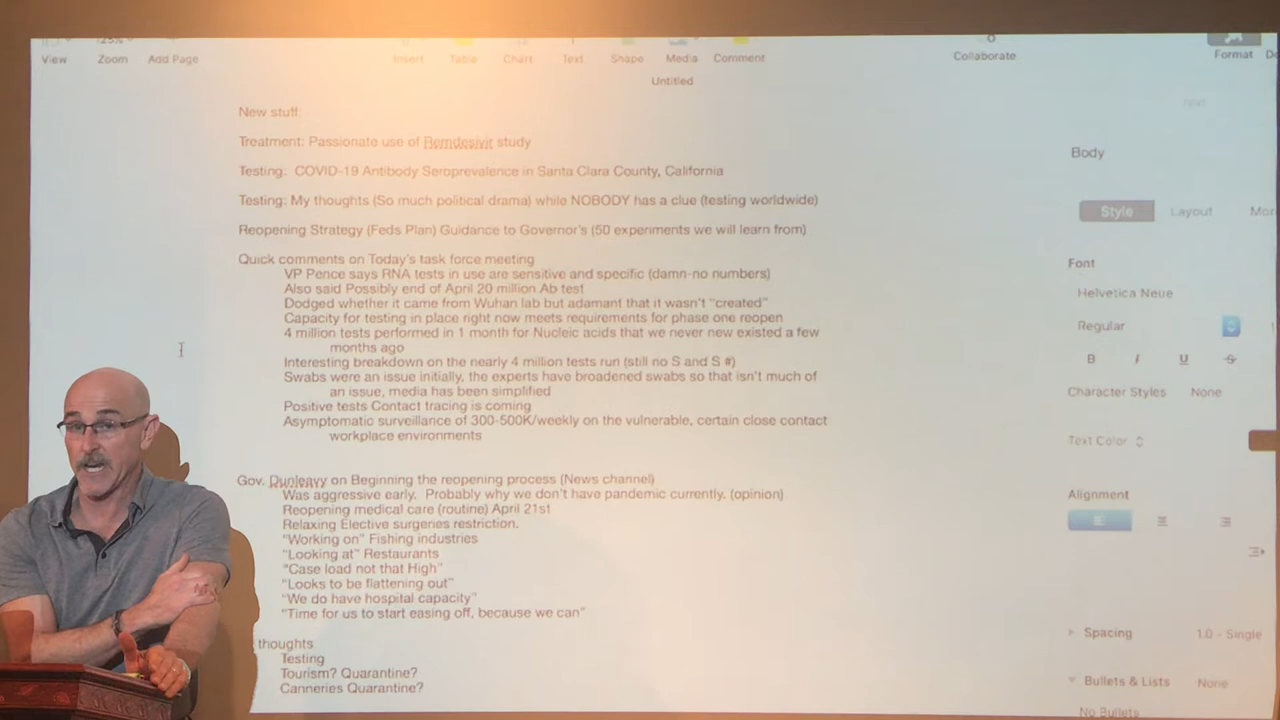 View
125%
Zoom
Add Page
Insert
Table
Chart
Text
Shape
Media
Comment
Collaborate
Format
Untitled
New stuff:
Treatment: Passionate use of Remdesivir study
Testing: COVID-19 Antibody Seroprevalence in Santa Clara County, California
Testing: My thoughts (So much political drama) while NOBODY has a clue (testing worldwide)
Reopening Strategy (Feds Plan) Guidance to Governor's (50 experiments we will learn from)
Quick comments on Today's task force meeting
VP Pence says RNA tests in use are sensitive and specific (damn-no numbers)
Also said Possibly end of April 20 million Ab test
Dodged whether it came from Wuhan lab but adamant that it wasn't "created"
Capacity for testing in place right now meets requirements for phase one reopen
4 million tests performed in 1 month for Nucleic acids that we never new existed a few
months ago
Interesting breakdown on the nearly 4 million tests run (still no S and S #)
Swabs were an issue initially, the experts have broadened swabs so that isn't much of
an issue, media has been simplified
Positive tests Contact tracing is coming
Asymptomatic surveillance of 300-500K/weekly on the vulnerable, certain close contact
workplace environments
Gov. Dunleavy on Beginning the reopening process (News channel)
Was aggressive early. Probably why we don't have pandemic currently. (opinion)
Reopening medical care (routine) April 21st
Relaxing Elective surgeries restriction.
"Working on" Fishing industries
"Looking at" Restaurants
"Case load not that High"
"Looks to be flattening out"
"We do have hospital capacity"
"Time for us to start easing off, because we can"
thoughts
Testing
Tourism? Quarantine?
Canneries Quarantine?
Text
Body
Style
Layout
Mor
Font
Helvetica Neue
Regular
B I U S
Character Styles None
Text Color
Alignment
Spacing 1.0 - Single
Bullets & Lists None
No Bullets